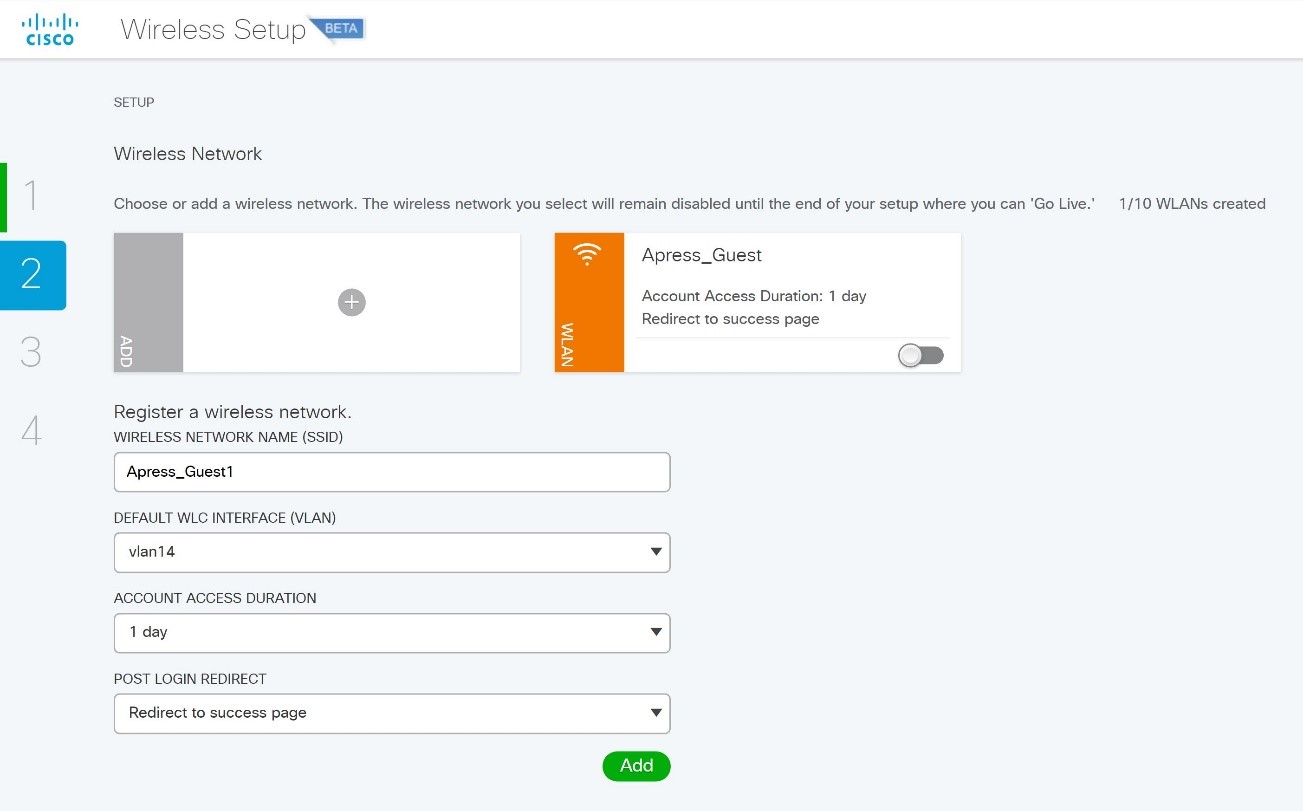 CISCO
Wireless Setup
BETA
SETUP
Wireless Network
Choose or add a wireless network. The wireless network you select will remain disabled until the end of your setup where you can 'Go Live.'
1/10 WLANs created
1
2
3
4
ADD
WLAN
Apress_Guest
Account Access Duration: 1 day
Redirect to success page
Register a wireless network.
WIRELESS NETWORK NAME (SSID)
Apress_Guest1
DEFAULT WLC INTERFACE (VLAN)
vlan14
ACCOUNT ACCESS DURATION
1 day
POST LOGIN REDIRECT
Redirect to success page
Add